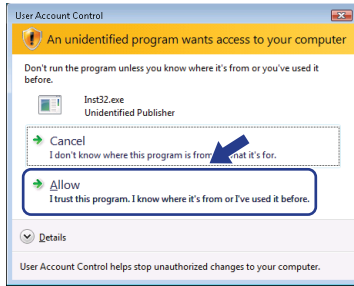 User Account Control
An unidentified program wants access to your computer
Don't run the program unless you know where it's from or you've used it
before.
Inst32.exe
Unidentified Publisher
Cancel
I don't know where this program is from at it's for.
Allow
I trust this program. I know where it's from or I've used it before.
Details
User Account Control helps stop unauthorized changes to your computer.